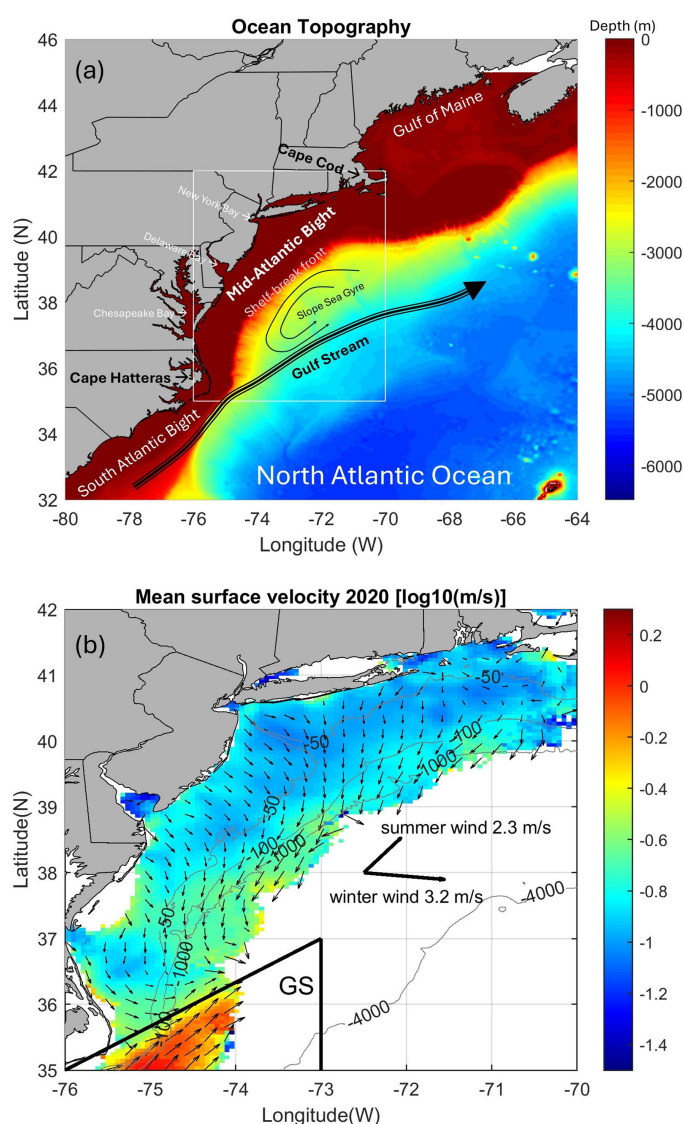 Ocean Topography
Depth (m)
(a)
46
44
42
40
38
36
34
32
Latitude (N)
-80
-78
-76
-74
-72
-70
-68
-66
-64
Longitude (W)
0
-1000
-2000
-3000
-4000
-5000
-6000
Gulf of Maine
Cape Cod
New York Bay
Mid-Atlantic Bight
Shelf-break front
Slope Sea Gyre
Chesapeake Bay
Gulf Stream
Cape Hatteras
South Atlantic Bight
North Atlantic Ocean
Mean surface velocity 2020 [log10(m/s)]
(b)
42
41
40
39
38
37
36
35
Latitude(N)
-76
-75
-74
-73
-72
-71
-70
Longitude(W)
0.2
0
-0.2
-0.4
-0.6
-0.8
-1
-1.2
-1.4
-50
-50
-100
-1000
-50
-100
-1000
summer wind 2.3 m/s
winter wind 3.2 m/s
-50
-1000
-100
-4000
-4000
GS